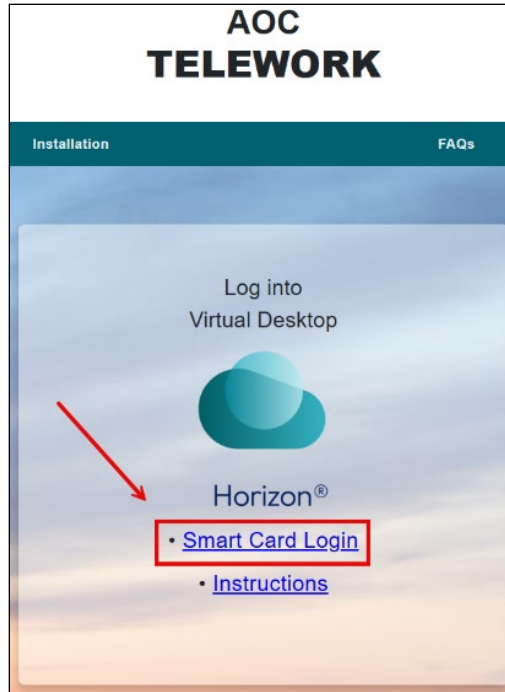 AOC
TELEWORK
Installation FAQs
Log into
Virtual Desktop
Horizon®
• Smart Card Login
• Instructions